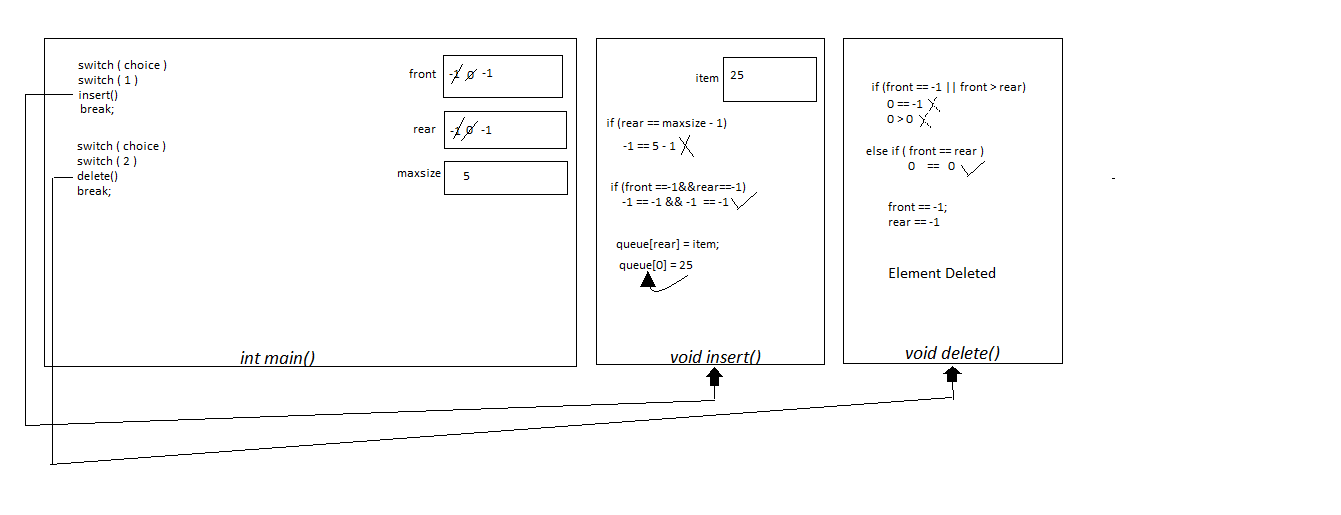 switch ( choice )
switch ( 1 )
insert()
break;
switch ( choice )
switch ( 2 )
delete()
break;
front -1 0 -1
rear -1 0 -1
maxsize 5
int main()
item 25
if (rear == maxsize - 1)
-1 == 5 - 1
if (front ==-1&&rear==-1)
-1 == -1 && -1 == -1
queue[rear] = item;
queue[0] = 25
void insert()
if (front == -1 || front > rear)
0 == -1
0 > 0
else if ( front == rear )
0 == 0
front == -1;
rear == -1
Element Deleted
void delete()
-